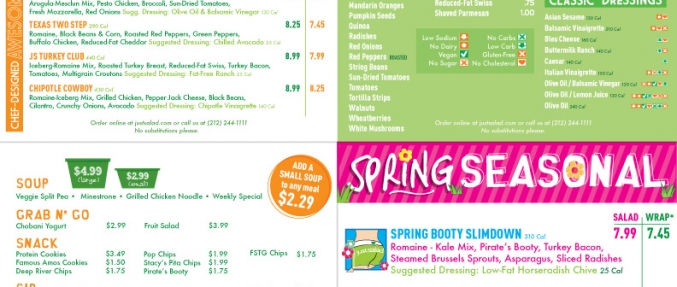 CHEF-DESIGNED
Arugula-Mesclun Mix, Pesto Chicken, Broccoli, Sun-Dried Tomatoes,
Fresh Mozzarella, Red Onions Sugg. Dressing: Olive Oil & Balsamic Vinegar 130 Cal
TEXAS TWO STEP 390 Cal 8.25 7.45
Romaine, Black Beans & Corn, Roasted Red Peppers, Green Peppers,
Buffalo Chicken, Reduced-Fat Cheddar Suggested Dressing: Chilled Avocado
JS TURKEY CLUB 8.99 7.99
Iceberg-Romaine Mix, Roasted Turkey Breast, Reduced-Fat Swiss, Turkey Bacon,
Tomatoes, Multigrain Croutons Suggested Dressing: Fat-Free Ranch
CHIPOTLE COWBOY 8.99 8.25
Romaine-Iceberg Mix, Grilled Chicken, Pepper Jack Cheese, Black Beans,
Cilantro, Crunchy Onions, Avocado Suggested Dressing: Chipotle Vinaigrette
Order online at justsalad.com or call us at (212) 244-1111
No substitutions please.
Mandarin Oranges
Pumpkin Seeds
Quinoa
Radishes
Red Onions
Red Peppers ROASTED
String Beans
Sun-Dried Tomatoes
Tomatoes
Tortilla Strips
Walnuts
Wheatberries
White Mushrooms
Reduced-Fat Swiss .75
Shaved Parmesan 1.00
Low Sodium No Carbs
No Dairy Low Carb
Vegan Gluten-Free
No Sugar No Cholesterol
CLASSIC DRESSINGS
Asian Sesame
Bleu Cheese
Buttermilk Ranch
Caesar
Italian Vinaigrette
Olive Oil / Balsamic Vinegar
Olive Oil / Lemon Juice
Olive Oil
Order online at justsalad.com or call us at (212) 244-1111
No substitutions please.
$4.99
(large)
$2.99
(small)
ADD A
SMALL SOUP
to any meal
$2.29
SOUP
Veggie Split Pea • Minestrone • Grilled Chicken Noodle • Weekly Special
GRAB N' GO
Chobani Yogurt $2.99 Fruit Salad $3.99
SNACK
Protein Cookies $3.49 Pop Chips $1.99 FSTG Chips $1.75
Famous Amos Cookies $1.50 Stacy's Pita Chips $1.99
Deep River Chips $1.75 Pirate's Booty $1.75
SIP
SPRING SEASONAL
SALAD WRAP*
SPRING BOOTY SLIMDOWN 310 Cal 7.99 7.45
Romaine - Kale Mix, Pirate's Booty, Turkey Bacon,
Steamed Brussels Sprouts, Asparagus, Sliced Radishes
Suggested Dressing: Low-Fat Horseradish Chive 25 Cal